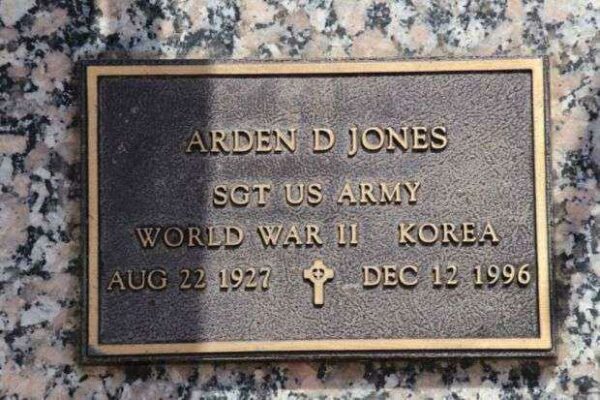 ARDEN D JONES
SGT US ARMY
WORLD WAR II KOREA
AUG 22 1927 DEC 12 1996